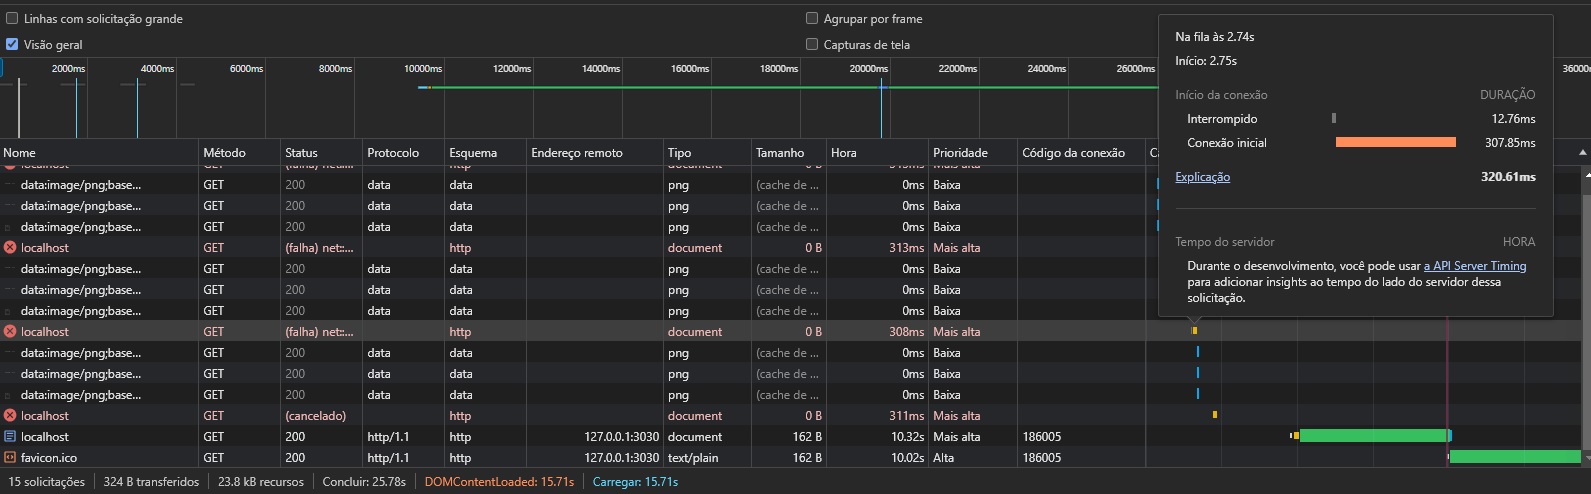 Linhas com solicitação grande
Agrupar por frame
Visão geral
Capturas de tela
2000ms 4000ms 6000ms 8000ms 10000ms 12000ms 14000ms 16000ms 18000ms 20000ms 22000ms 24000ms 26000ms
Na fila às 2.74s
Início: 2.75s
Início da conexão DURAÇÃO
Interrompido 12.76ms
Conexão inicial 307.85ms
Explicação 320.61ms
Tempo do servidor HORA
Durante o desenvolvimento, você pode usar a API Server Timing
para adicionar insights ao tempo do lado do servidor dessa
solicitação.
Nome Método Status Protocolo Esquema Endereço remoto Tipo Tamanho Hora Prioridade Código da conexão
data:image/png;base... GET 200 data data png (cache de ... 0ms Baixa
data:image/png;base... GET 200 data data png (cache de ... 0ms Baixa
data:image/png;base... GET 200 data data png (cache de ... 0ms Baixa
localhost GET (falha) net::... http document 0 B 313ms Mais alta
data:image/png;base... GET 200 data data png (cache de ... 0ms Baixa
data:image/png;base... GET 200 data data png (cache de ... 0ms Baixa
data:image/png;base... GET 200 data data png (cache de ... 0ms Baixa
localhost GET (falha) net::... http document 0 B 308ms Mais alta
data:image/png;base... GET 200 data data png (cache de ... 0ms Baixa
data:image/png;base... GET 200 data data png (cache de ... 0ms Baixa
data:image/png;base... GET 200 data data png (cache de ... 0ms Baixa
localhost GET (cancelado) http document 0 B 311ms Mais alta
localhost GET 200 http/1.1 http 127.0.0.1:3030 document 162 B 10.32s Mais alta 186005
favicon.ico GET 200 http/1.1 http 127.0.0.1:3030 text/plain 162 B 10.02s Alta 186005
15 solicitações 324 B transferidos 23.8 kB recursos Concluir: 25.78s DOMContentLoaded: 15.71s Carregar: 15.71s